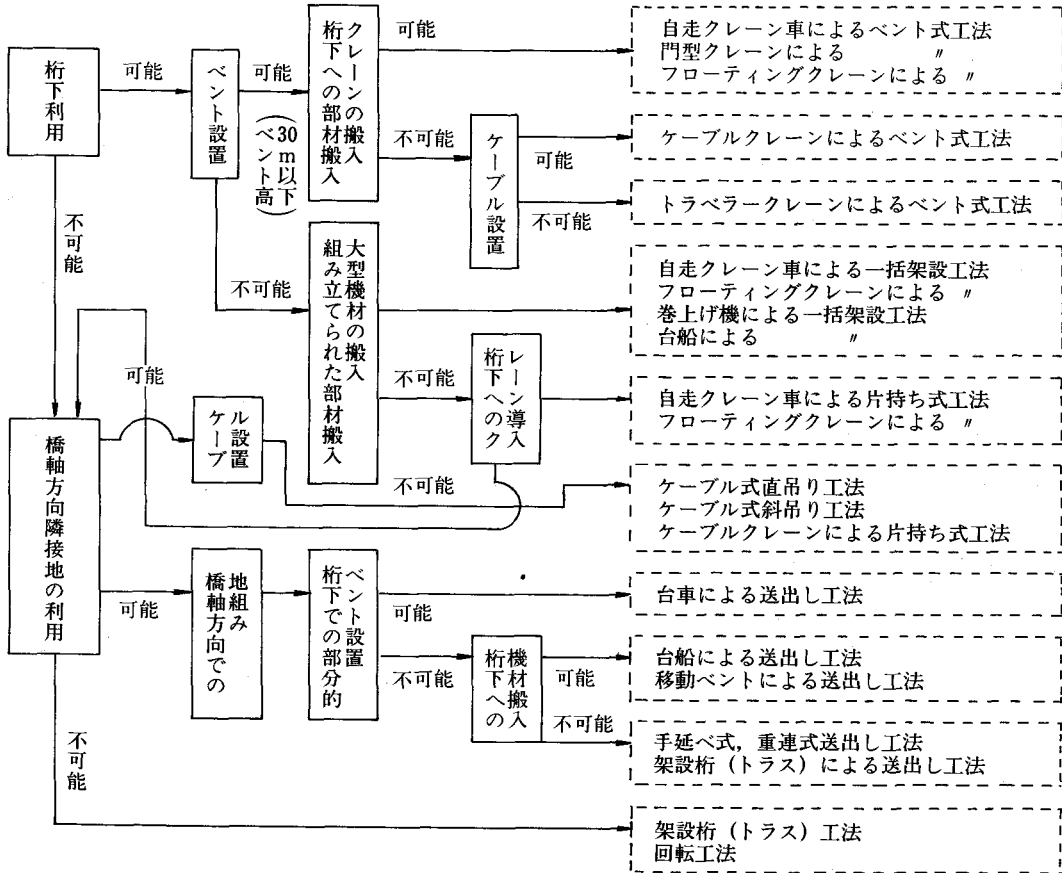 桁下利用
可能
ベント設置
可能
(ベント高
30m以下)
桁下への部材搬入
クレーンの搬入
可能
自走クレーン車によるベント式工法
門型クレーンによる 〃
フローティングクレーンによる 〃
不可能
ケーブル設置
可能
ケーブルクレーンによるベント式工法
不可能
トラベラークレーンによるベント式工法
不可能
不可能
組み立てられた部材搬入
大型機材の搬入
自走クレーン車による一括架設工法
フローティングクレーンによる 〃
巻上げ機による一括架設工法
台船による 〃
不可能
桁下へのク
レーン導入
自走クレーン車による片持ち式工法
フローティングクレーンによる 〃
可能
不可能
橋軸方向隣接地の利用
ケーブ
ル設置
ケーブル式直吊り工法
ケーブル式斜吊り工法
ケーブルクレーンによる片持ち式工法
可能
橋軸方向での
地組み
桁下での部分的
ベント設置
可能
台車による送出し工法
不可能
桁下への
機材搬入
可能
台船による送出し工法
移動ベントによる送出し工法
不可能
手延べ式，重連式送出し工法
架設桁（トラス）による送出し工法
不可能
架設桁（トラス）工法
回転工法